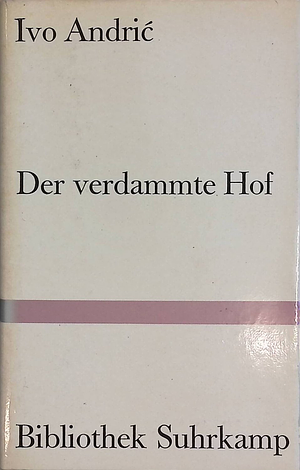 Ivo Andrić
Der verdammte Hof
Bibliothek Suhrkamp